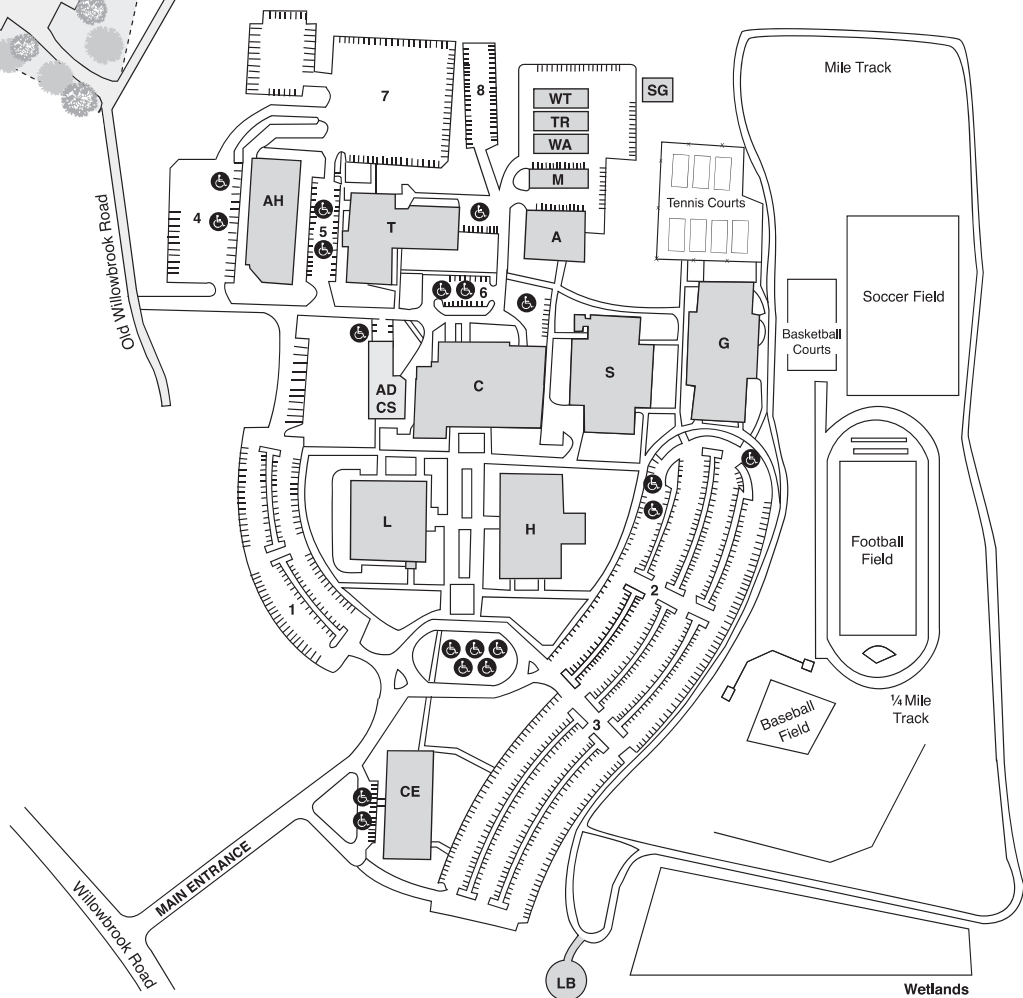 Mile Track
SG
7
8
WT
TR
WA
M
4
AH
5
T
A
Tennis Courts
Old Willowbrook Road
6
Soccer Field
Basketball
Courts
G
S
C
AD
CS
L
H
Football
Field
1
2
3
Baseball
Field
¼ Mile
Track
CE
MAIN ENTRANCE
Willowbrook Road
LB
Wetlands